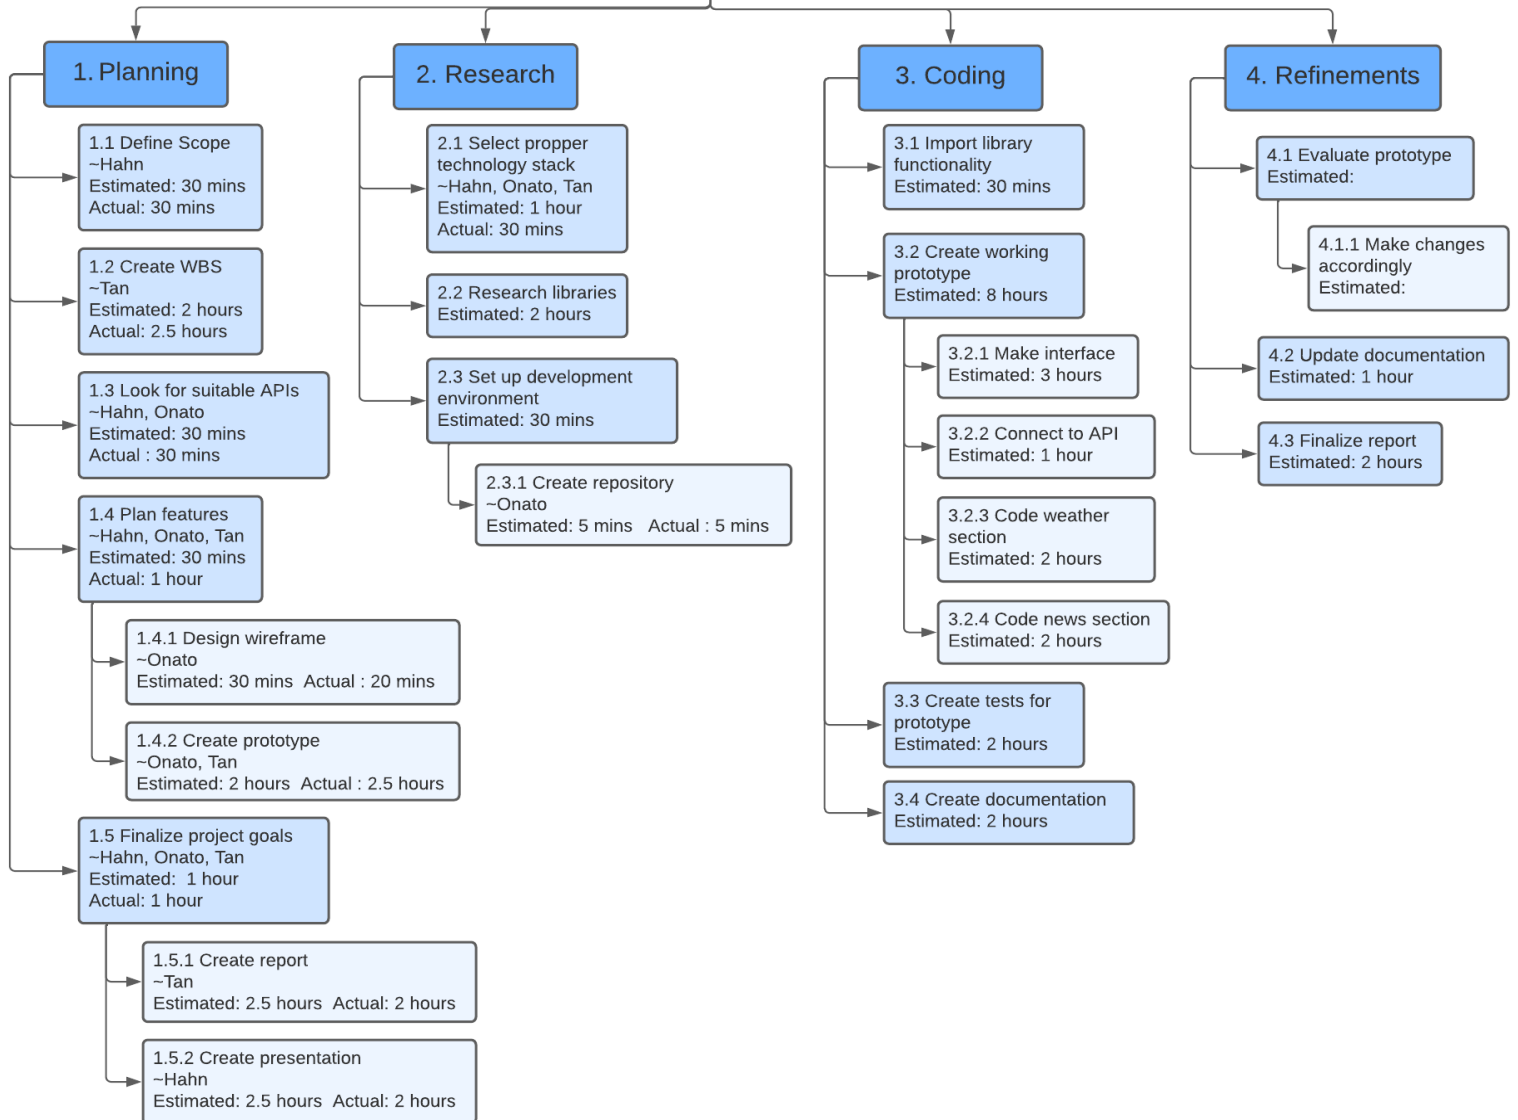 1. Planning
1.1 Define Scope
~Hahn
Estimated: 30 mins
Actual: 30 mins
1.2 Create WBS
~Tan
Estimated: 2 hours
Actual: 2.5 hours
1.3 Look for suitable APIs
~Hahn, Onato
Estimated: 30 mins
Actual : 30 mins
1.4 Plan features
~Hahn, Onato, Tan
Estimated: 30 mins
Actual: 1 hour
1.4.1 Design wireframe
~Onato
Estimated: 30 mins  Actual : 20 mins
1.4.2 Create prototype
~Onato, Tan
Estimated: 2 hours  Actual : 2.5 hours
1.5 Finalize project goals
~Hahn, Onato, Tan
Estimated:  1 hour
Actual: 1 hour
1.5.1 Create report
~Tan
Estimated: 2.5 hours  Actual: 2 hours
1.5.2 Create presentation
~Hahn
Estimated: 2.5 hours  Actual: 2 hours
2. Research
2.1 Select propper
technology stack
~Hahn, Onato, Tan
Estimated: 1 hour
Actual: 30 mins
2.2 Research libraries
Estimated: 2 hours
2.3 Set up development
environment
Estimated: 30 mins
2.3.1 Create repository
~Onato
Estimated: 5 mins   Actual : 5 mins
3. Coding
3.1 Import library
functionality
Estimated: 30 mins
3.2 Create working
prototype
Estimated: 8 hours
3.2.1 Make interface
Estimated: 3 hours
3.2.2 Connect to API
Estimated: 1 hour
3.2.3 Code weather
section
Estimated: 2 hours
3.2.4 Code news section
Estimated: 2 hours
3.3 Create tests for
prototype
Estimated: 2 hours
3.4 Create documentation
Estimated: 2 hours
4. Refinements
4.1 Evaluate prototype
Estimated:
4.1.1 Make changes
accordingly
Estimated:
4.2 Update documentation
Estimated: 1 hour
4.3 Finalize report
Estimated: 2 hours